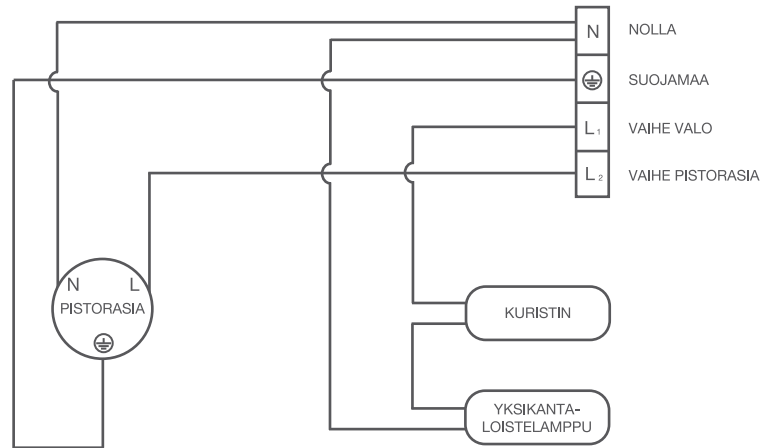 N NOLLA
SUOJAMAA
L1 VAIHE VALO
L2 VAIHE PISTORASIA
N L
PISTORASIA
KURISTIN
YKSIKANTA-
LOISTELAMPPU